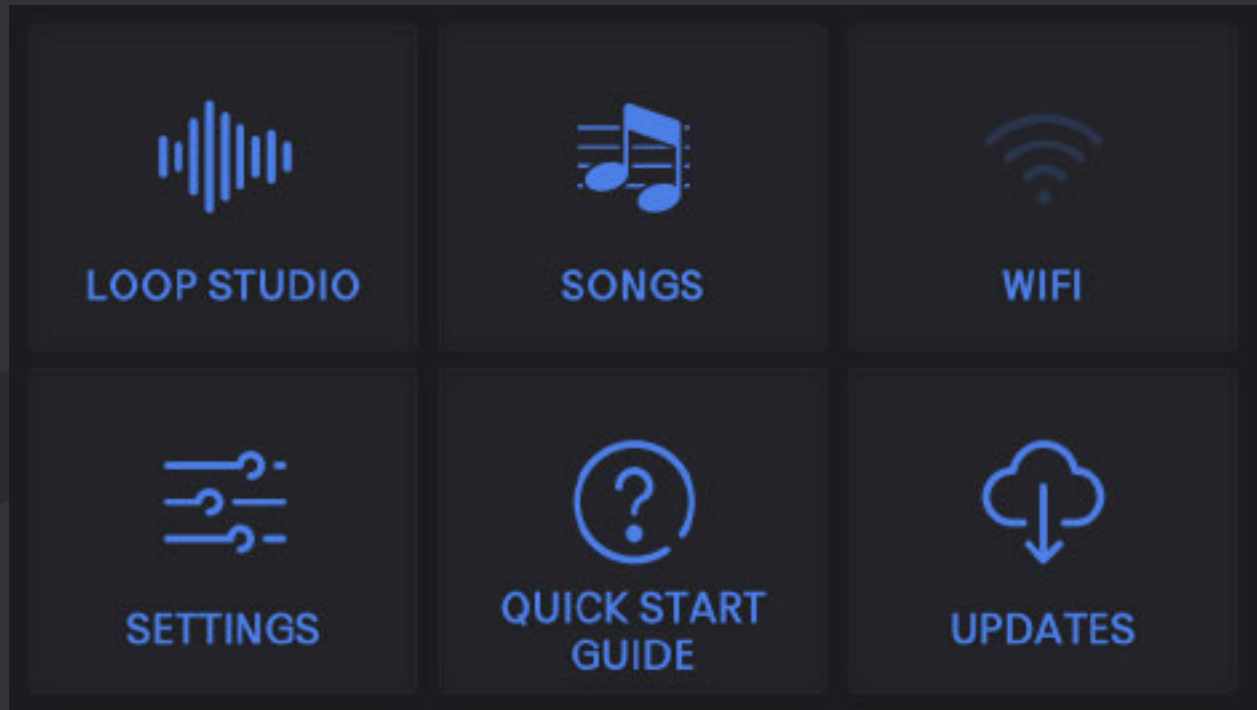 LOOP STUDIO
SONGS
WIFI
SETTINGS
QUICK START
GUIDE
UPDATES